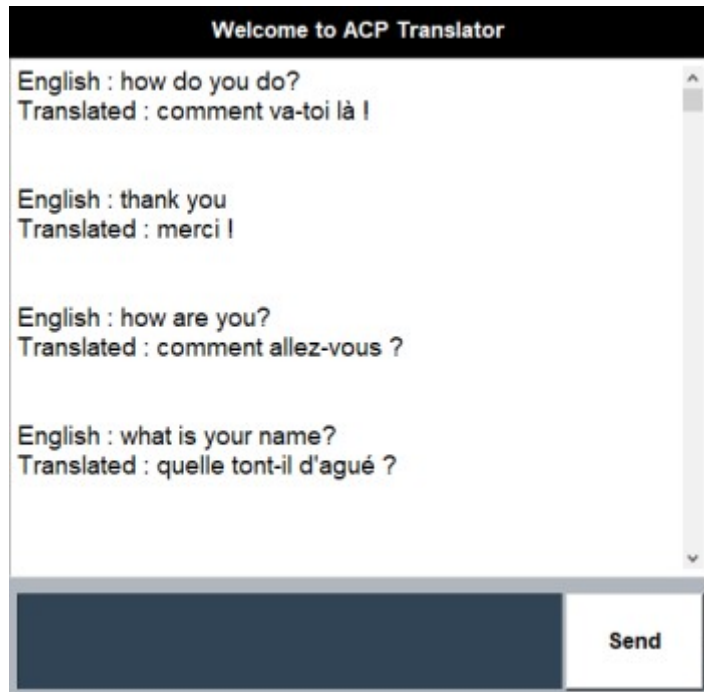 Welcome to ACP Translator
English : how do you do?
Translated : comment va-toi là !
English : thank you
Translated : merci !
English : how are you?
Translated : comment allez-vous ?
English : what is your name?
Translated : quelle tont-il d'agué ?
Send